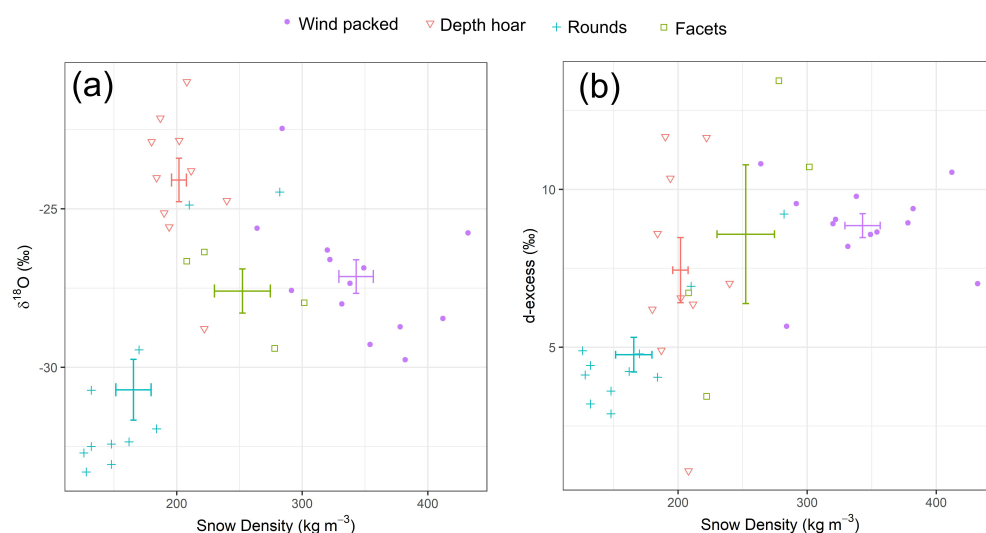 Wind packed Depth hoar Rounds Facets
(a)
-25
-30
δ¹⁸O (‰)
200 300 400
Snow Density (kg m⁻³)
(b)
10
5
d-excess (‰)
200 300 400
Snow Density (kg m⁻³)